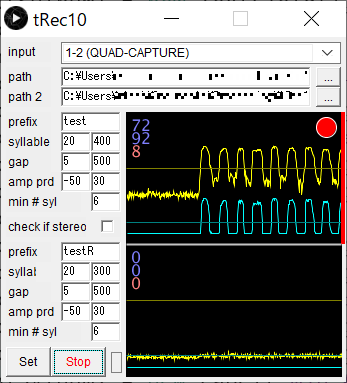 tRec10
input 1-2 (QUAD-CAPTURE)
path C:¥Users¥ ...
path 2 C:¥Users¥ ...
prefix test
syllable 20 400
gap 5 500
amp prd -50 30
min # syl 6
check if stereo
prefix testR
syllal 20 300
gap 5 500
amp prd -50 30
min # syl 6
Set Stop
72
92
8
0
0
0